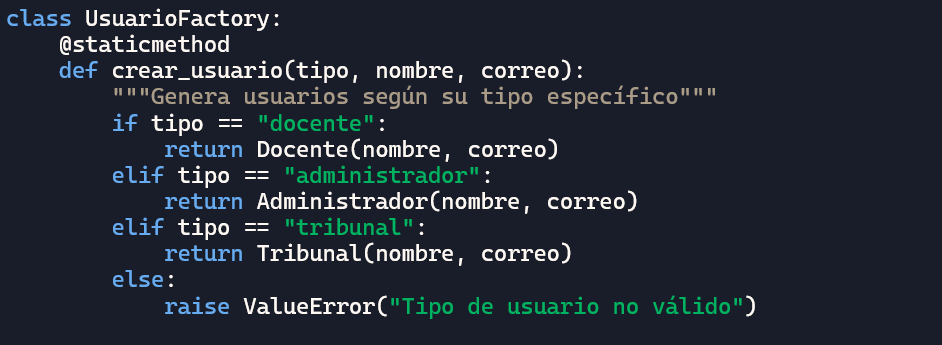 class UsuarioFactory:
    @staticmethod
    def crear_usuario(tipo, nombre, correo):
        """Genera usuarios según su tipo específico"""
        if tipo == "docente":
            return Docente(nombre, correo)
        elif tipo == "administrador":
            return Administrador(nombre, correo)
        elif tipo == "tribunal":
            return Tribunal(nombre, correo)
        else:
            raise ValueError("Tipo de usuario no válido")